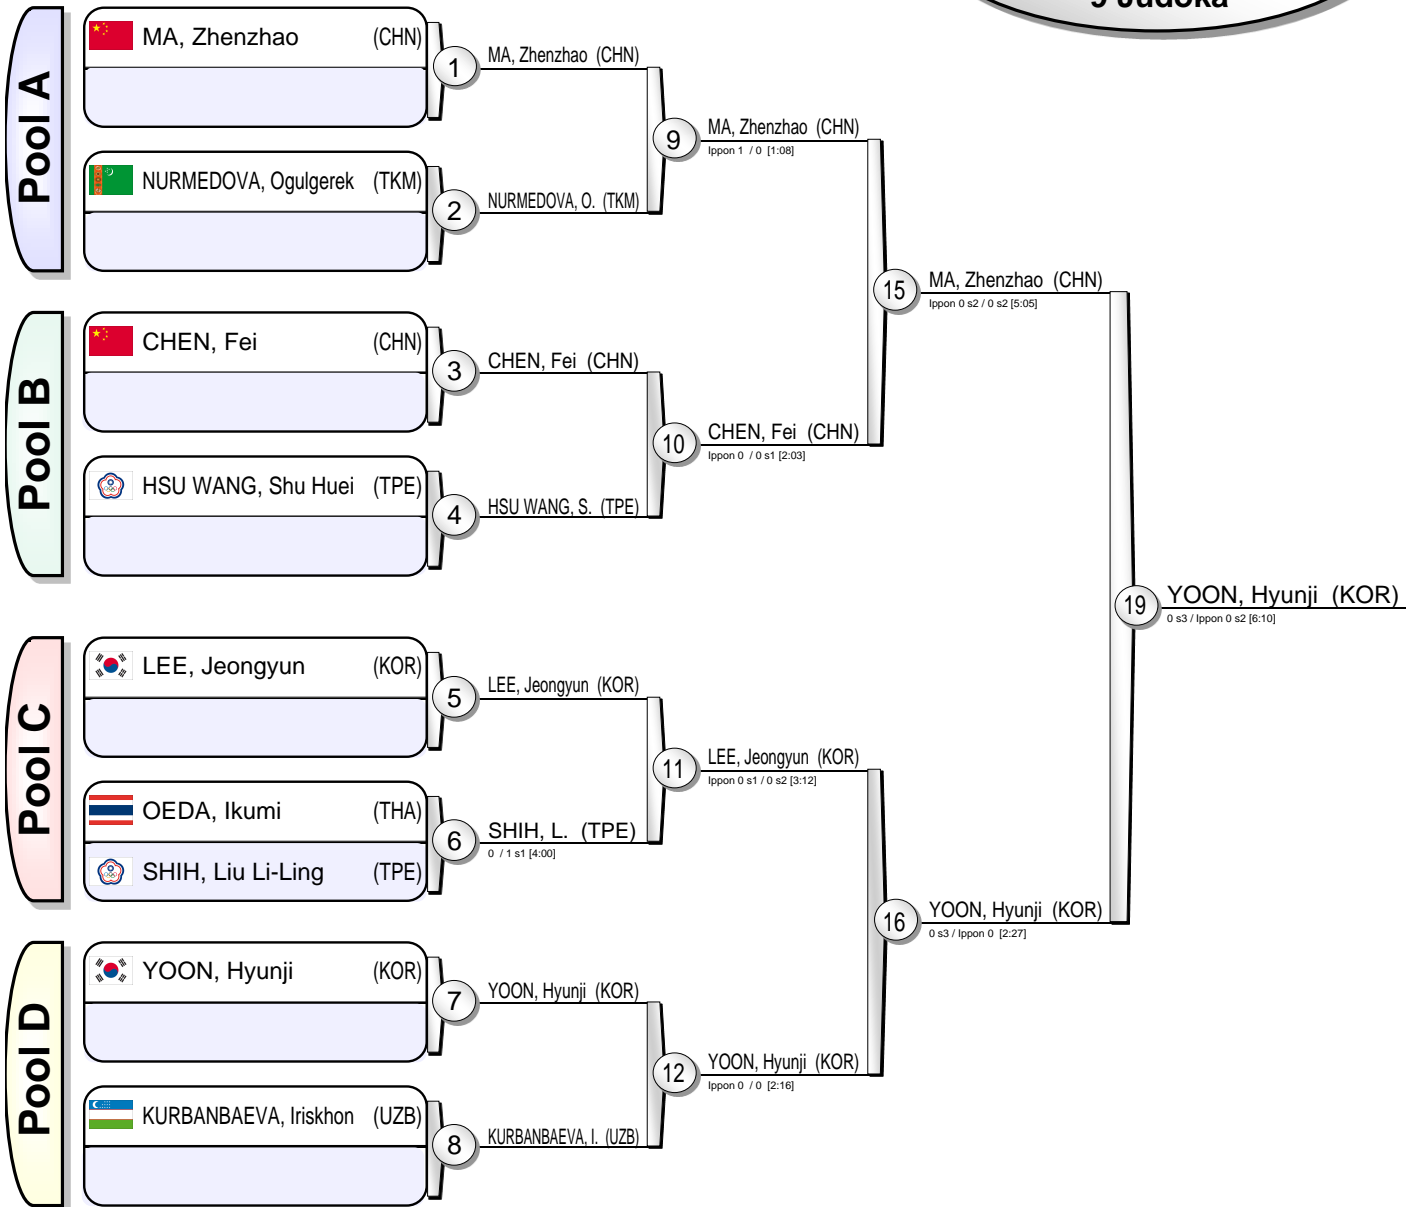 9 Judoka
Pool A
MA, Zhenzhao (CHN)
1
MA, Zhenzhao (CHN)
NURMEDOVA, Ogulgerek (TKM)
2
NURMEDOVA, O. (TKM)
9
MA, Zhenzhao (CHN)
Ippon 1 / 0 [1:08]
Pool B
CHEN, Fei (CHN)
3
CHEN, Fei (CHN)
HSU WANG, Shu Huei (TPE)
4
HSU WANG, S. (TPE)
10
CHEN, Fei (CHN)
Ippon 0 / 0 s1 [2:03]
15
MA, Zhenzhao (CHN)
Ippon 0 s2 / 0 s2 [5:05]
Pool C
LEE, Jeongyun (KOR)
5
LEE, Jeongyun (KOR)
OEDA, Ikumi (THA)
SHIH, Liu Li-Ling (TPE)
6
SHIH, L. (TPE)
0 / 1 s1 [4:00]
11
LEE, Jeongyun (KOR)
Ippon 0 s1 / 0 s2 [3:12]
Pool D
YOON, Hyunji (KOR)
7
YOON, Hyunji (KOR)
KURBANBAEVA, Iriskhon (UZB)
8
KURBANBAEVA, I. (UZB)
12
YOON, Hyunji (KOR)
Ippon 0 / 0 [2:16]
16
YOON, Hyunji (KOR)
0 s3 / Ippon 0 [2:27]
19
YOON, Hyunji (KOR)
0 s3 / Ippon 0 s2 [6:10]